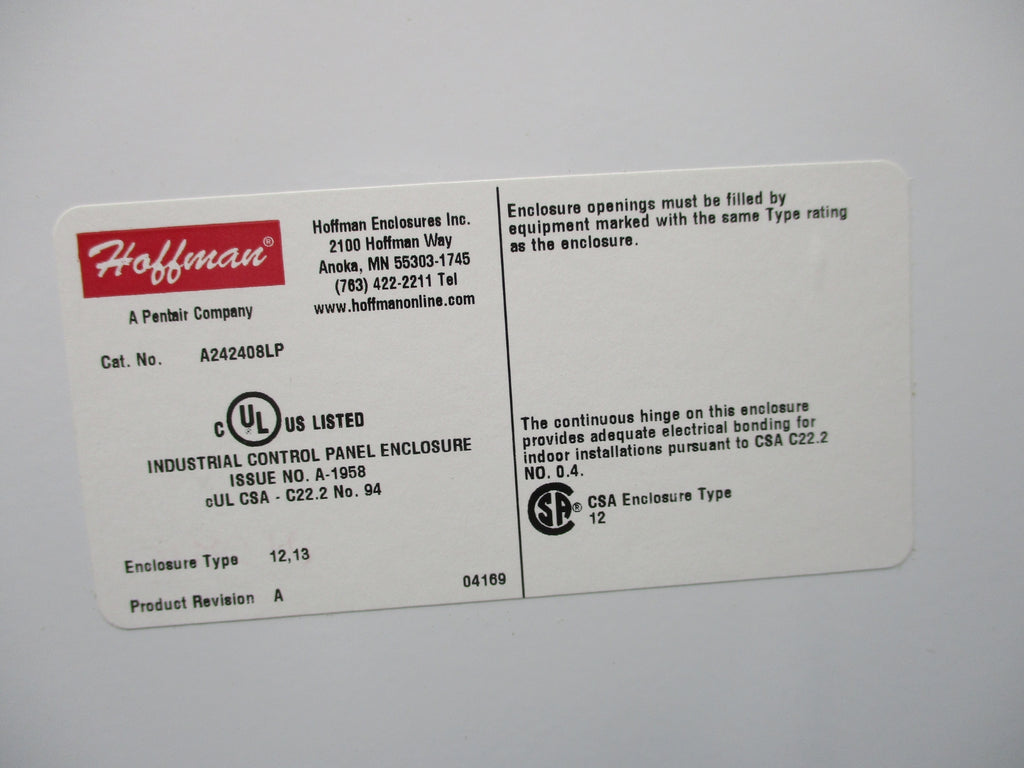 Hoffman®
A Pentair Company
Hoffman Enclosures Inc.
2100 Hoffman Way
Anoka, MN 55303-1745
(763) 422-2211 Tel
www.hoffmanonline.com
Cat. No. A242408LP
C UL US LISTED
INDUSTRIAL CONTROL PANEL ENCLOSURE
ISSUE NO. A-1958
cUL CSA - C22.2 No. 94
Enclosure Type 12,13
Product Revision A
04169
Enclosure openings must be filled by
equipment marked with the same Type rating
as the enclosure.
The continuous hinge on this enclosure
provides adequate electrical bonding for
indoor installations pursuant to CSA C22.2
NO. 0.4.
SA® CSA Enclosure Type
12